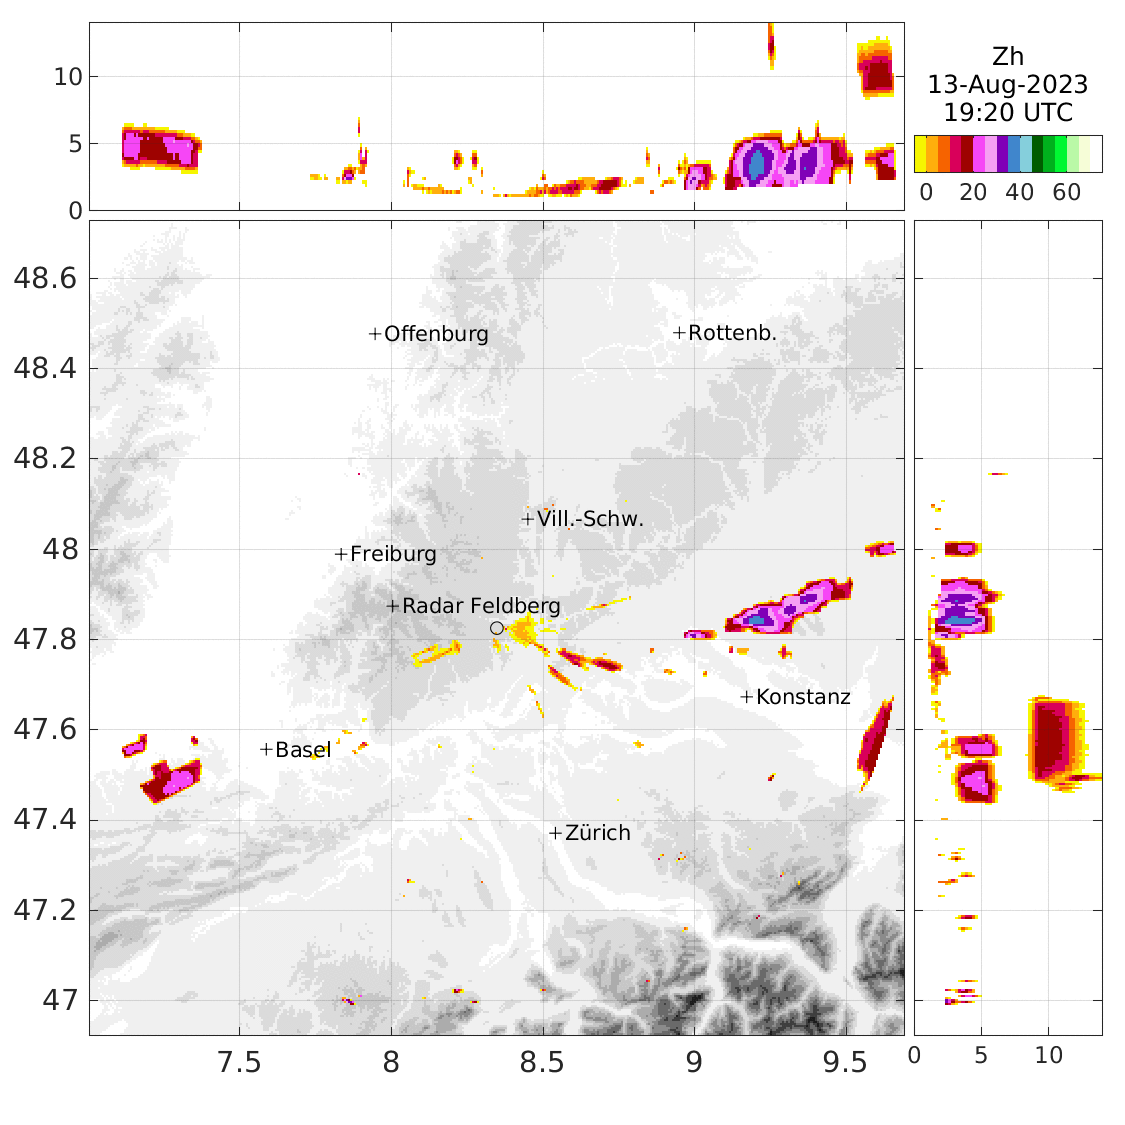 Zh
13-Aug-2023
19:20 UTC
0 20 40 60
10
5
0
48.6
48.4
48.2
48
47.8
47.6
47.4
47.2
47
+Offenburg
+Rottenb.
+Vill.-Schw.
+Freiburg
+Radar Feldberg
+Konstanz
+Basel
+Zürich
7.5 8 8.5 9 9.5
0 5 10